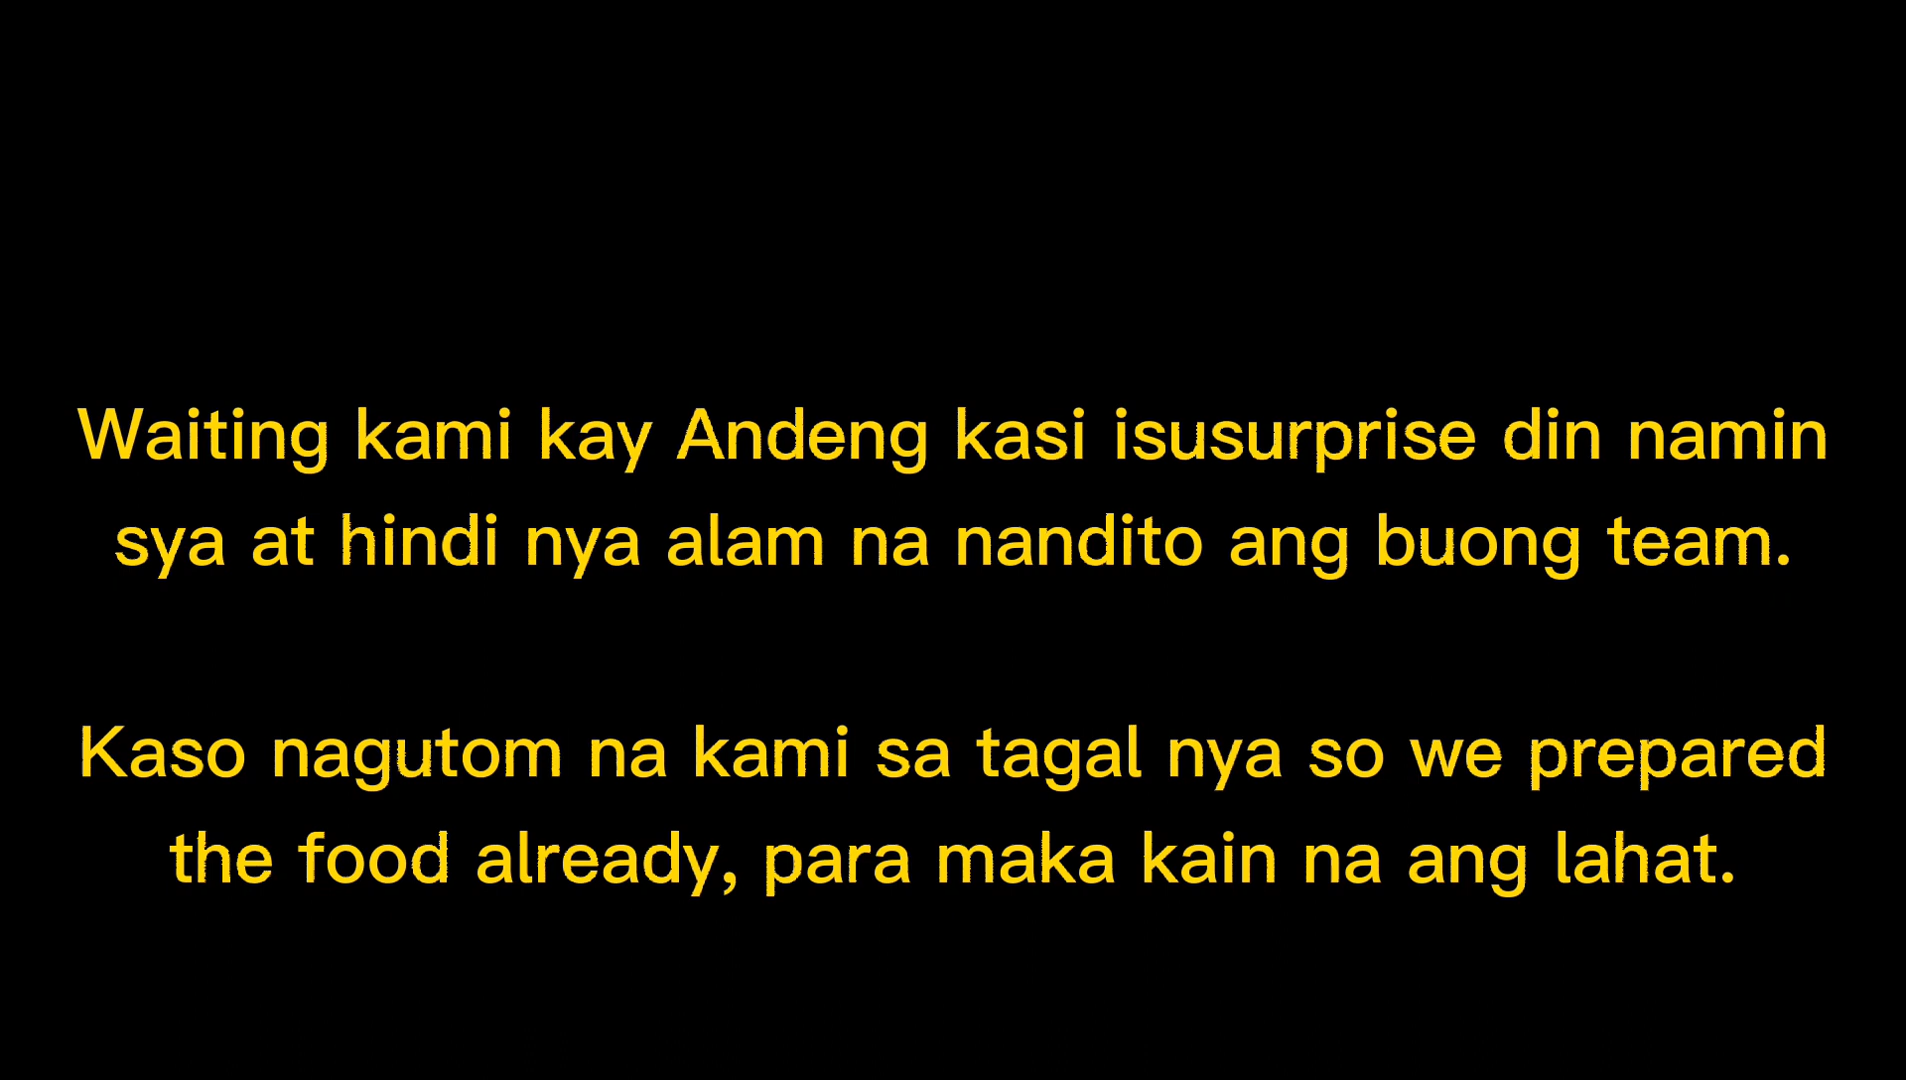 Waiting kami kay Andeng kasi isusurprise din namin
sya at hindi nya alam na nandito ang buong team.
Kaso nagutom na kami sa tagal nya so we prepared
the food already, para maka kain na ang lahat.